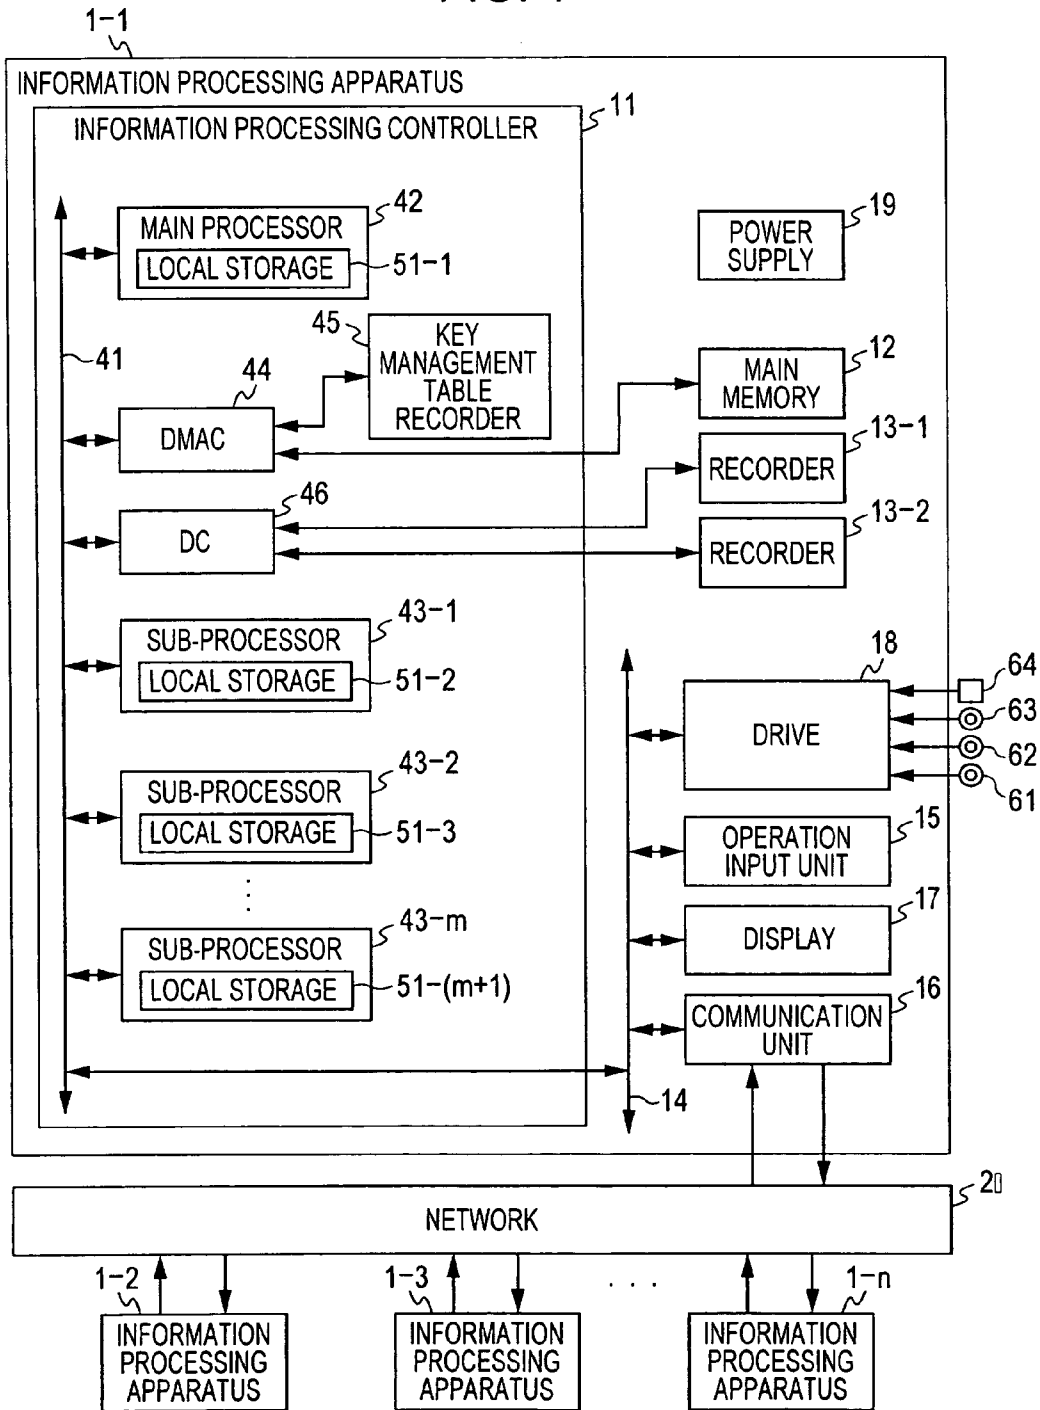 1-1
INFORMATION PROCESSING APPARATUS
11
INFORMATION PROCESSING CONTROLLER
42
MAIN PROCESSOR
LOCAL STORAGE
51-1
19
POWER
SUPPLY
41
45
KEY
MANAGEMENT
TABLE
RECORDER
44
DMAC
12
MAIN
MEMORY
13-1
RECORDER
46
DC
13-2
RECORDER
43-1
SUB-PROCESSOR
LOCAL STORAGE
51-2
18
DRIVE
64
63
62
61
43-2
SUB-PROCESSOR
LOCAL STORAGE
51-3
15
OPERATION
INPUT UNIT
17
DISPLAY
43-m
SUB-PROCESSOR
LOCAL STORAGE
51-(m+1)
16
COMMUNICATION
UNIT
14
NETWORK
1-2
INFORMATION
PROCESSING
APPARATUS
1-3
INFORMATION
PROCESSING
APPARATUS
. . .
1-n
INFORMATION
PROCESSING
APPARATUS